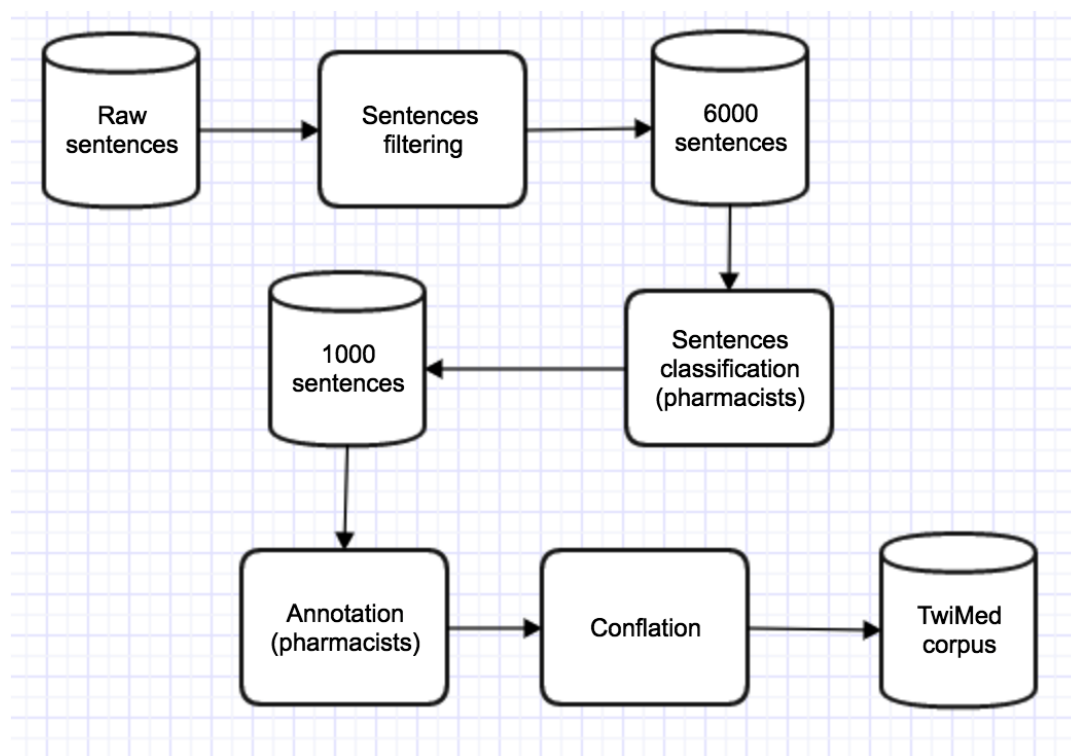 Raw
sentences
Sentences
filtering
6000
sentences
Sentences
classification
(pharmacists)
1000
sentences
Annotation
(pharmacists)
Conflation
TwiMed
corpus